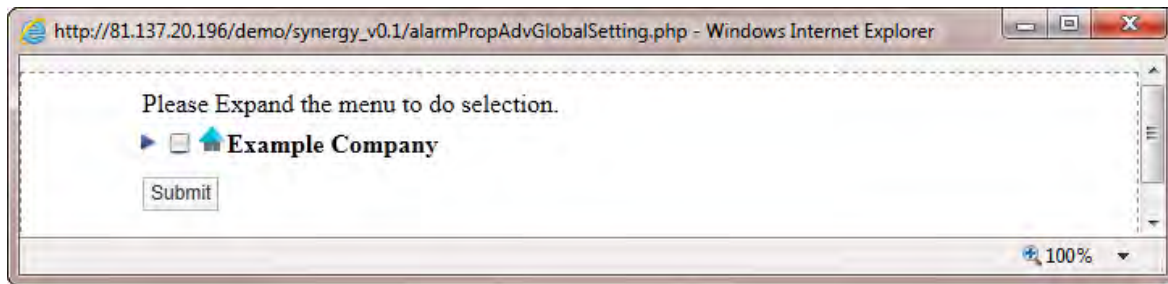 http://81.137.20.196/demo/synergy_v0.1/alarmPropAdvGlobalSetting.php - Windows Internet Explorer
Please Expand the menu to do selection.
Example Company
Submit
100%